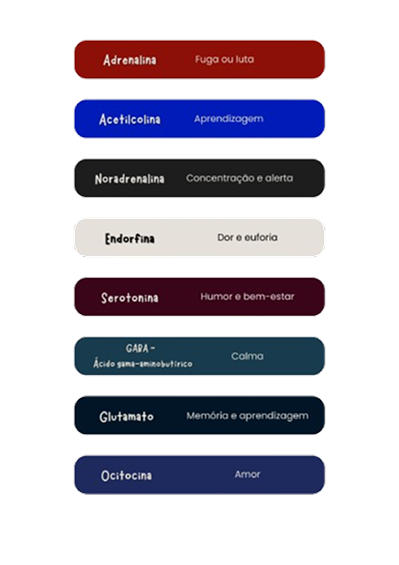 Adrenalina Fuga ou luta
Acetilcolina Aprendizagem
Noradrenalina Concentração e alerta
Endorfina Dor e euforia
Serotonina Humor e bem-estar
GABA -
Ácido gama-aminobutírico Calma
Glutamato Memória e aprendizagem
Ocitocina Amor